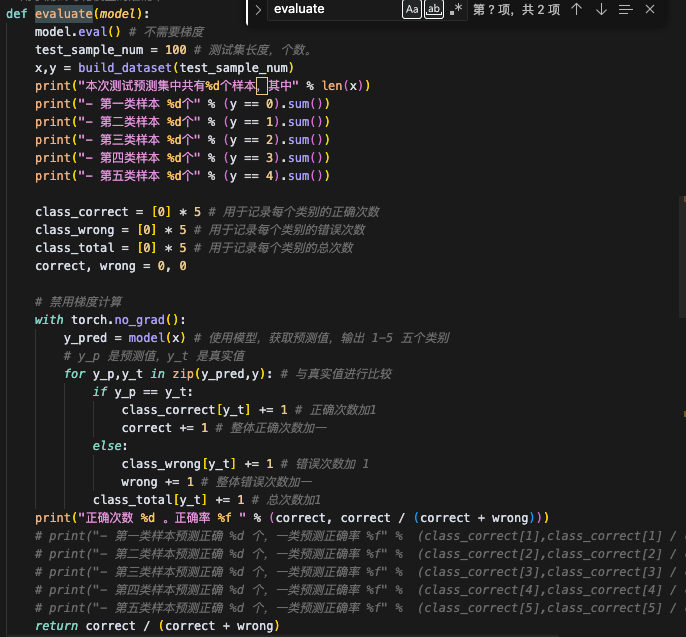 evaluate Aa ab 第 ? 项，共 2 项
def evaluate(model):
model.eval() # 不需要梯度
test_sample_num = 100 # 测试集长度，个数。
x,y = build_dataset(test_sample_num)
print("本次测试预测集中共有%d个样本，其中" % len(x))
print("- 第一类样本 %d个" % (y == 0).sum())
print("- 第二类样本 %d个" % (y == 1).sum())
print("- 第三类样本 %d个" % (y == 2).sum())
print("- 第四类样本 %d个" % (y == 3).sum())
print("- 第五类样本 %d个" % (y == 4).sum())
class_correct = [0] * 5 # 用于记录每个类别的正确次数
class_wrong = [0] * 5 # 用于记录每个类别的错误次数
class_total = [0] * 5 # 用于记录每个类别的总次数
correct, wrong = 0, 0
# 禁用梯度计算
with torch.no_grad():
y_pred = model(x) # 使用模型，获取预测值，输出 1-5 五个类别
# y_p 是预测值，y_t 是真实值
for y_p,y_t in zip(y_pred,y): # 与真实值进行比较
if y_p == y_t:
class_correct[y_t] += 1 # 正确次数加1
correct += 1 # 整体正确次数加一
else:
class_wrong[y_t] += 1 # 错误次数加 1
wrong += 1 # 整体错误次数加一
class_total[y_t] += 1 # 总次数加1
print("正确次数 %d 。正确率 %f " % (correct, correct / (correct + wrong)))
# print("- 第一类样本预测正确 %d 个，一类预测正确率 %f" % (class_correct[1],class_correct[1] /
# print("- 第二类样本预测正确 %d 个，一类预测正确率 %f" % (class_correct[2],class_correct[2] /
# print("- 第三类样本预测正确 %d 个，一类预测正确率 %f" % (class_correct[3],class_correct[3] /
# print("- 第四类样本预测正确 %d 个，一类预测正确率 %f" % (class_correct[4],class_correct[4] /
# print("- 第五类样本预测正确 %d 个，一类预测正确率 %f" % (class_correct[5],class_correct[5] /
return correct / (correct + wrong)